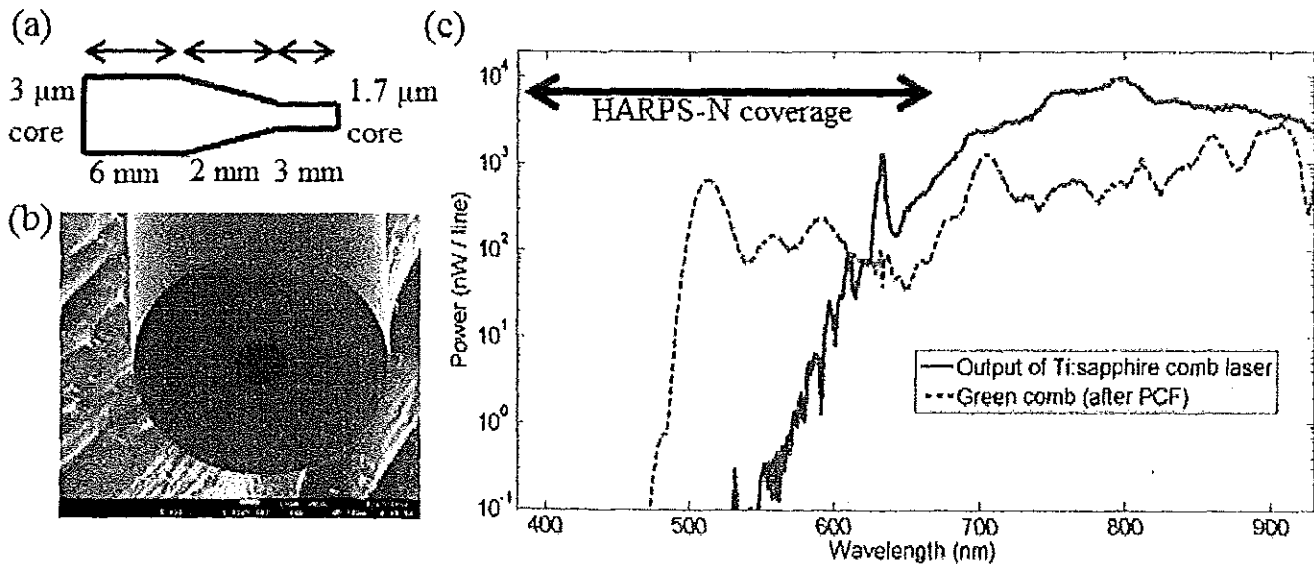 (a)
3 µm core
1.7 µm core
6 mm
2 mm
3 mm
(b)
(c)
HARPS-N coverage
Output of Ti:sapphire comb laser
Green comb (after PCF)
Power (nW / line)
10^4
10^3
10^2
10^1
10^0
10^-1
400
500
600
700
800
900
Wavelength (nm)